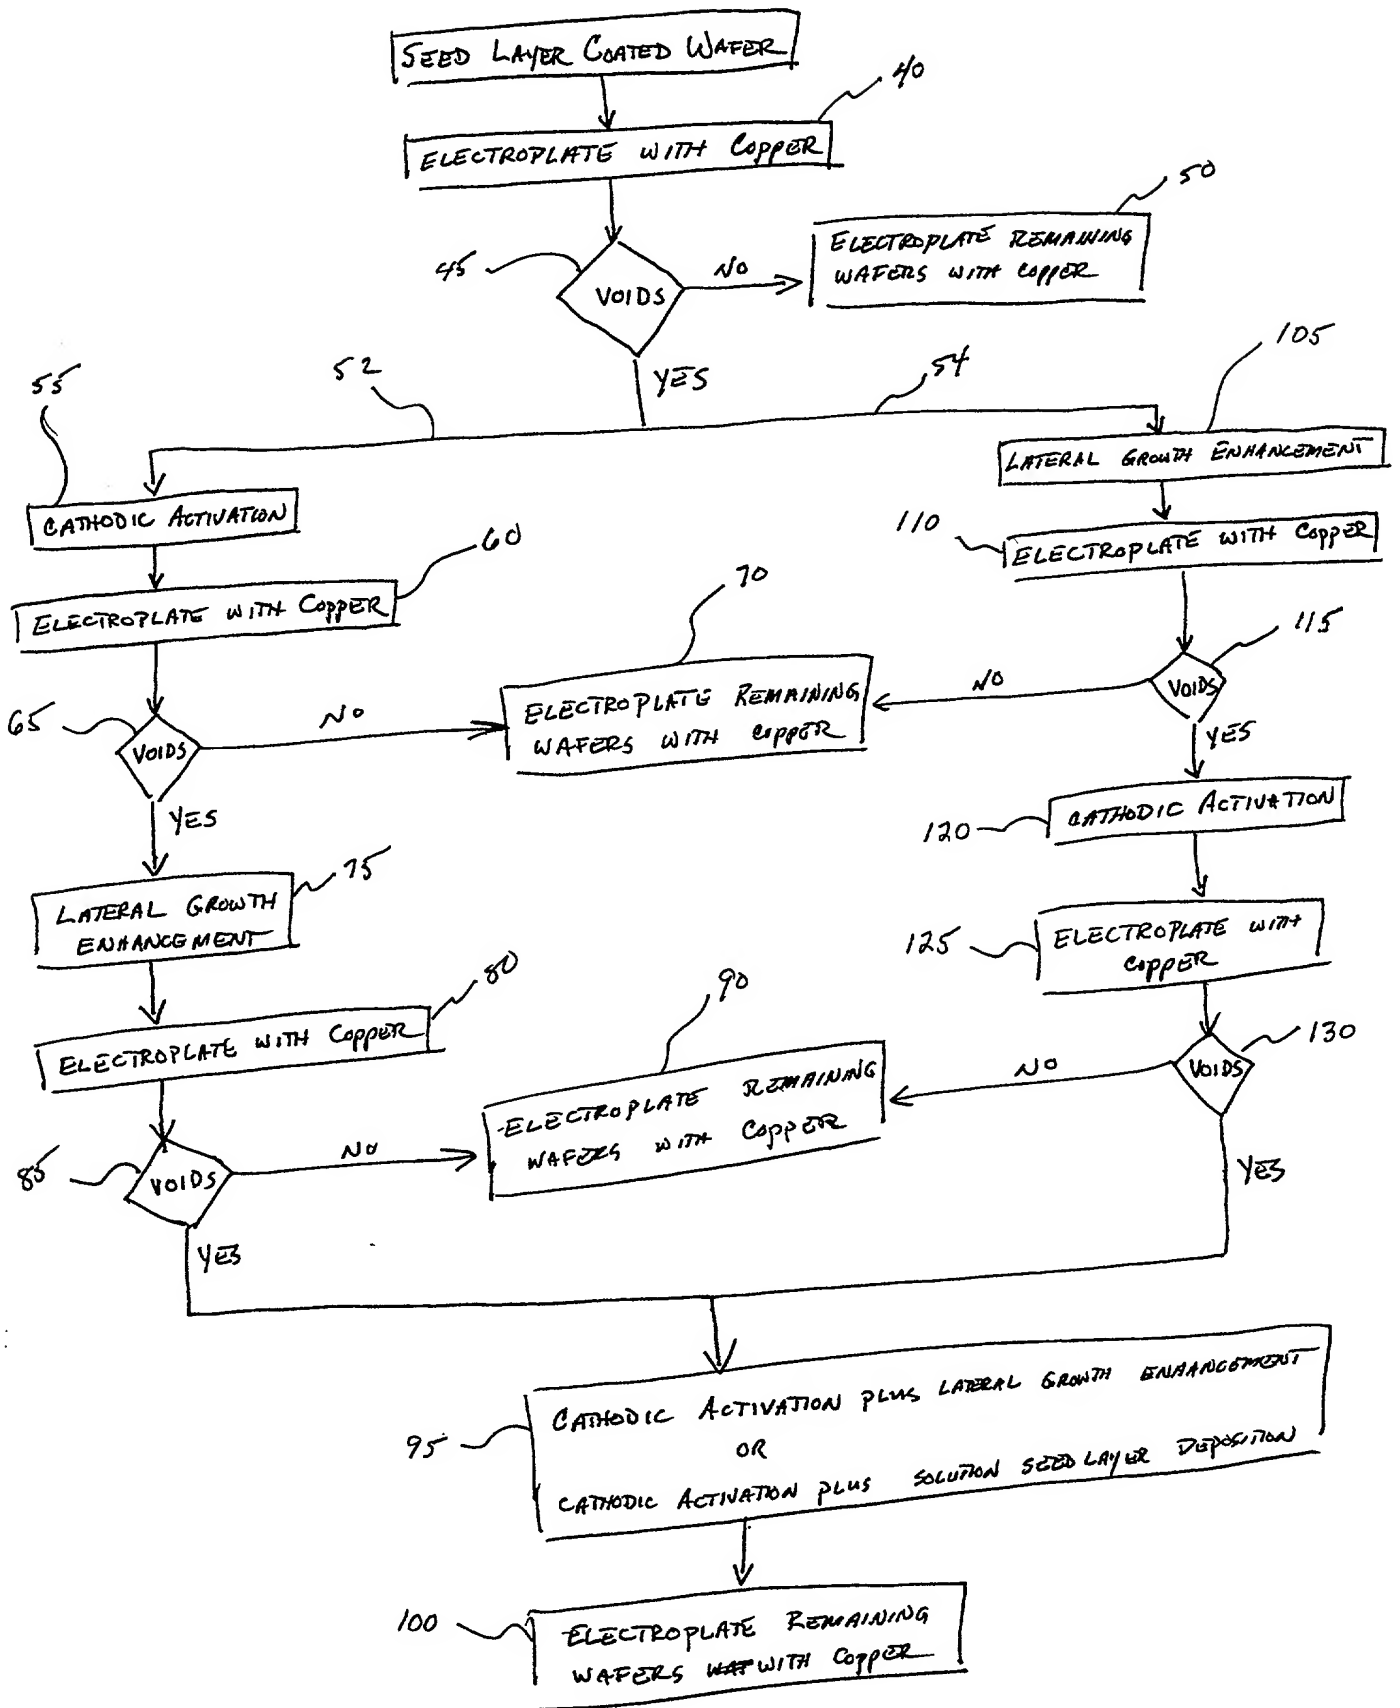 SEED LAYER COATED WAFER
40
ELECTROPLATE WITH COPPER
50
ELECTROPLATE REMAINING
WAFERS WITH COPPER
45
VOIDS
NO
YES
55
52
54
105
LATERAL GROWTH ENHANCEMENT
CATHODIC ACTIVATION
60
110
ELECTROPLATE WITH COPPER
ELECTROPLATE WITH COPPER
70
115
65
VOIDS
NO
ELECTROPLATE REMAINING
WAFERS WITH COPPER
NO
VOIDS
YES
YES
120
CATHODIC ACTIVATION
75
LATERAL GROWTH
ENHANCEMENT
125
ELECTROPLATE WITH
COPPER
80
ELECTROPLATE WITH COPPER
90
130
85
VOIDS
NO
ELECTROPLATE REMAINING
WAFERS WITH COPPER
NO
VOIDS
YES
YES
95
CATHODIC ACTIVATION PLUS LATERAL GROWTH ENHANCEMENT
OR
CATHODIC ACTIVATION PLUS SOLUTION SEED LAYER DEPOSITION
100
ELECTROPLATE REMAINING
WAFERS WITH COPPER